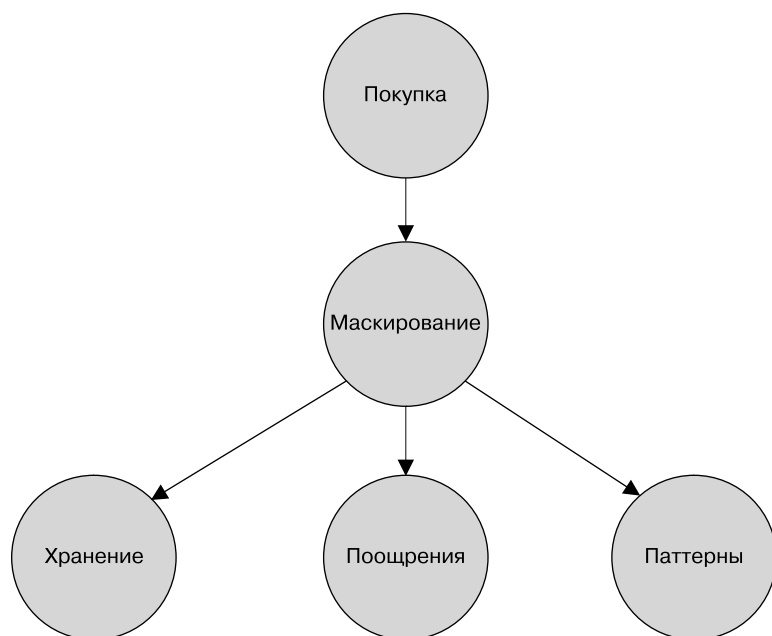 Покупка
Маскирование
Хранение
Поощрения
Паттерны